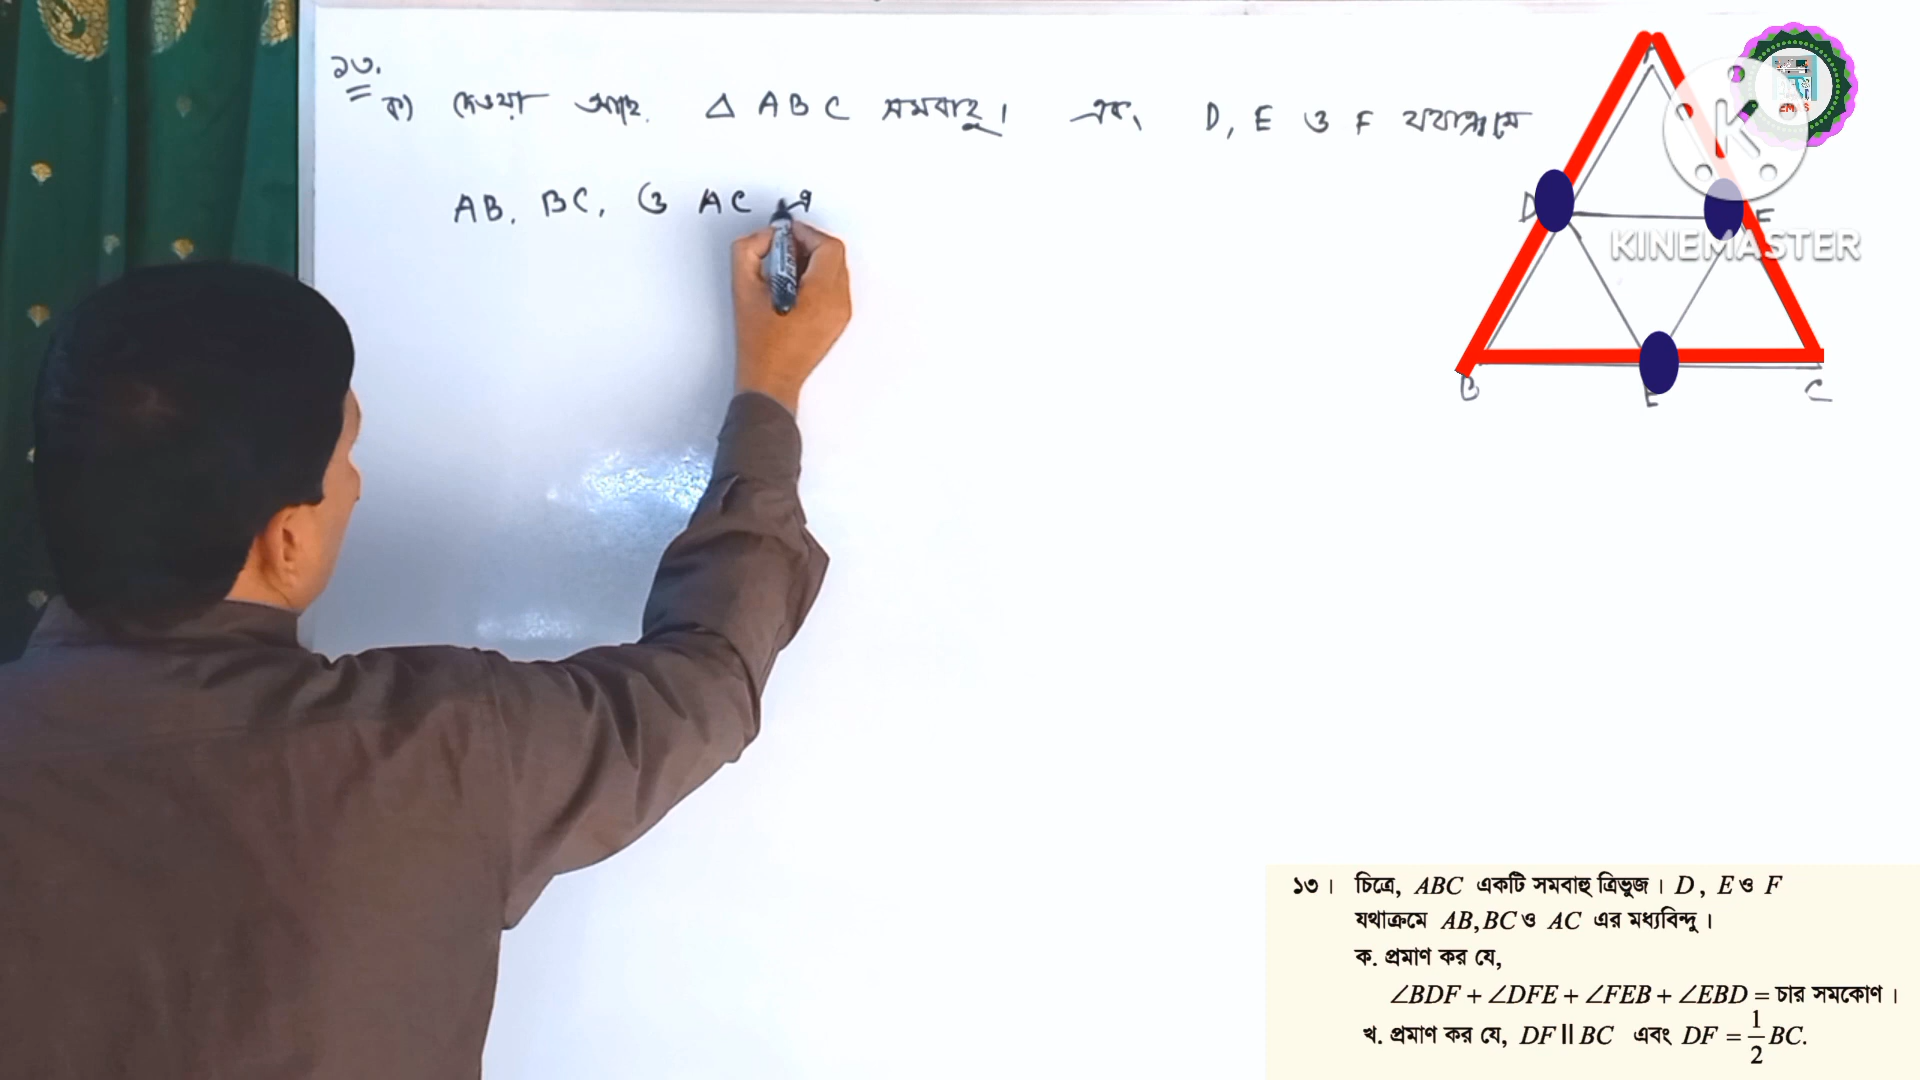 ১৩.
ক) দেওয়া আছে. △ABC সমবাহু। এবং D, E ও F যথাক্রমে
AB, BC, ও AC এ
D
F
B
E
C
KINEMASTER
১৩। চিত্রে, ABC একটি সমবাহু ত্রিভুজ। D, E ও F
যথাক্রমে AB, BC ও AC এর মধ্যবিন্দু।
ক. প্রমাণ কর যে,
∠BDF + ∠DFE + ∠FEB + ∠EBD = চার সমকোণ।
খ. প্রমাণ কর যে, DF || BC এবং DF = 1/2 BC.